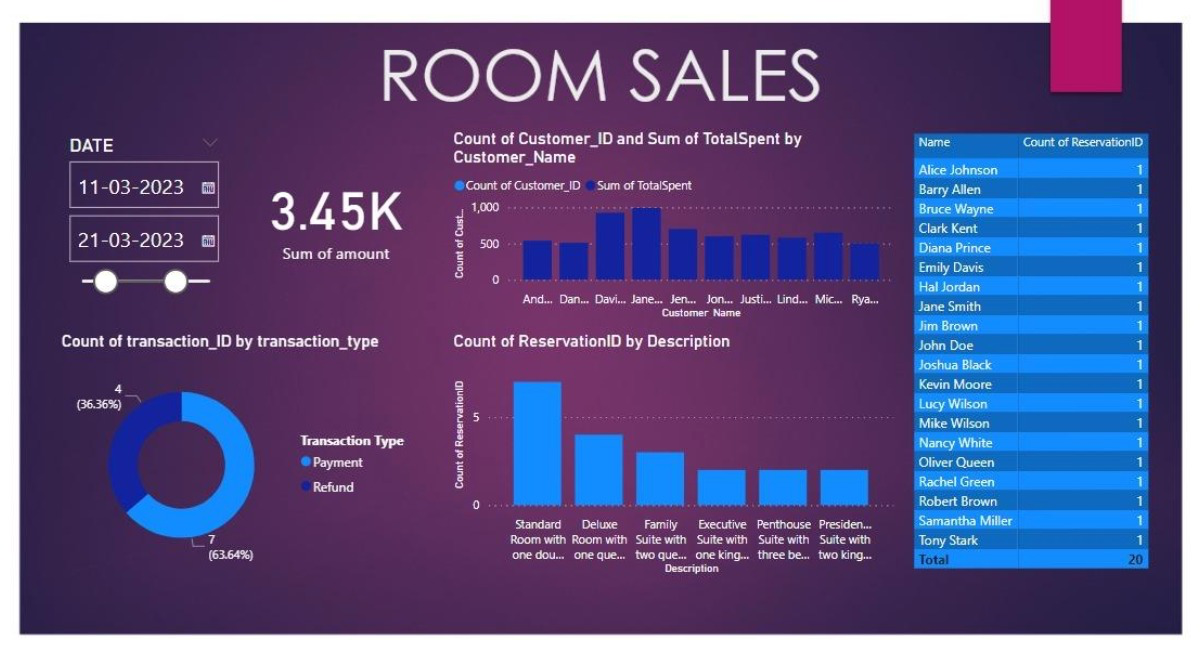 ROOM SALES
DATE
11-03-2023
21-03-2023
3.45K
Sum of amount
Count of Customer_ID and Sum of TotalSpent by
Customer_Name
Count of Customer_ID Sum of TotalSpent
Count of Cust...
1,000
500
0
And... Dan... Davi... Jane... Jen... Jon... Justi... Lind... Mic... Rya...
Customer_Name
Count of transaction_ID by transaction_type
4
(36.36%)
7
(63.64%)
Transaction Type
Payment
Refund
Count of ReservationID by Description
Count of ReservationID
5
0
Standard Deluxe Family Executive Penthouse Presiden...
Room with Room with Suite with Suite with Suite with Suite with
one dou... one que... two que... one king... three be... two king...
Description
Name Count of ReservationID
Alice Johnson 1
Barry Allen 1
Bruce Wayne 1
Clark Kent 1
Diana Prince 1
Emily Davis 1
Hal Jordan 1
Jane Smith 1
Jim Brown 1
John Doe 1
Joshua Black 1
Kevin Moore 1
Lucy Wilson 1
Mike Wilson 1
Nancy White 1
Oliver Queen 1
Rachel Green 1
Robert Brown 1
Samantha Miller 1
Tony Stark 1
Total 20